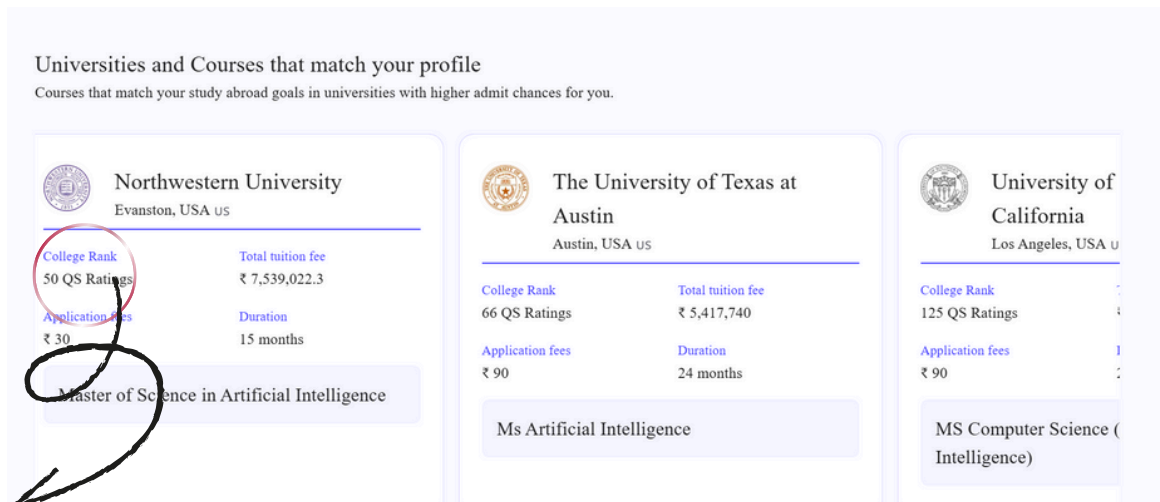 Universities and Courses that match your profile
Courses that match your study abroad goals in universities with higher admit chances for you.
Northwestern University
Evanston, USA US
College Rank
Total tuition fee
50 QS Ratings
₹ 7,539,022.3
Application fees
Duration
₹ 30
15 months
Master of Science in Artificial Intelligence
The University of Texas at
Austin
Austin, USA US
College Rank
Total tuition fee
66 QS Ratings
₹ 5,417,740
Application fees
Duration
₹ 90
24 months
Ms Artificial Intelligence
University of
California
Los Angeles, USA U
College Rank
125 QS Ratings
Application fees
₹ 90
MS Computer Science (
Intelligence)